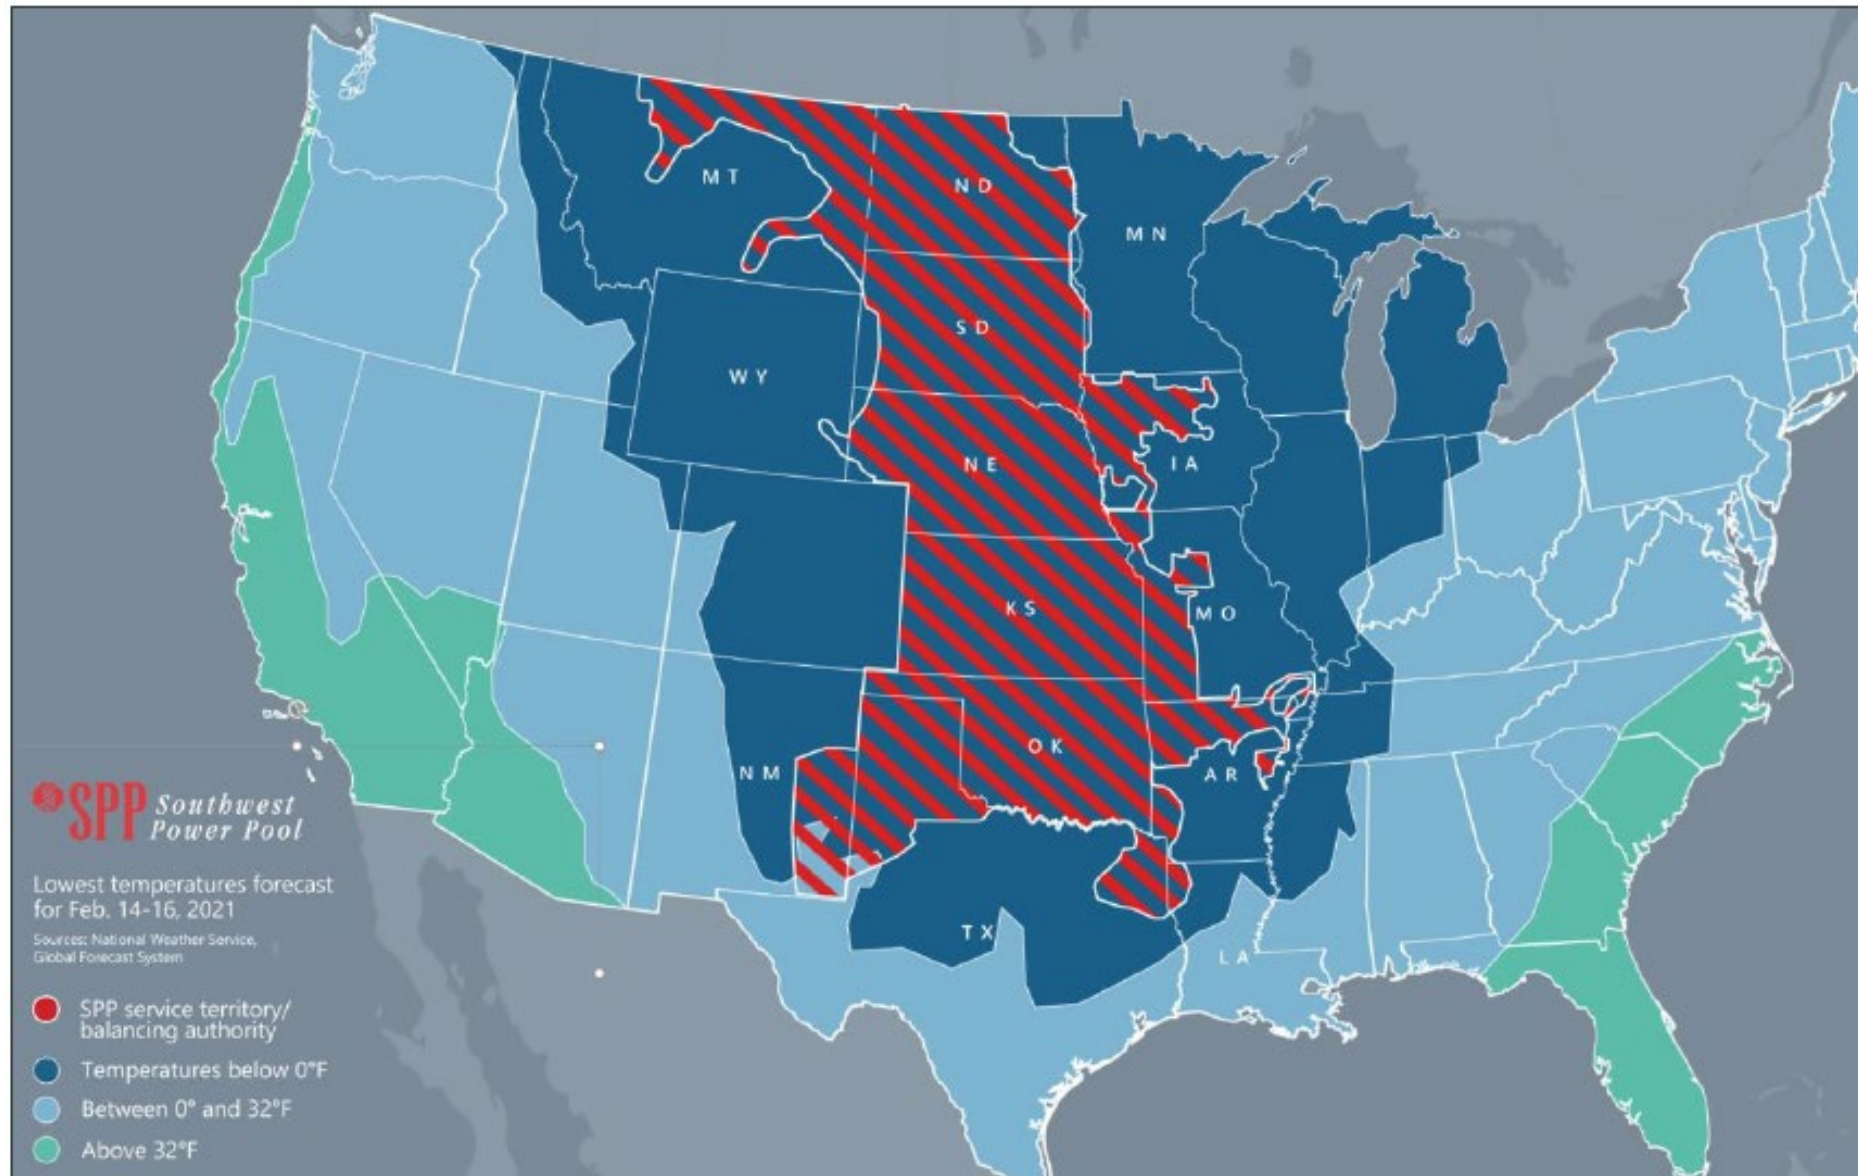 MT
ND
MN
SD
WY
NE
IA
KS
MO
OK
NM
AR
TX
LA
SPP Southwest
Power Pool
Lowest temperatures forecast
for Feb. 14-16, 2021
Sources: National Weather Service,
Global Forecast System
SPP service territory/
balancing authority
Temperatures below 0°F
Between 0° and 32°F
Above 32°F